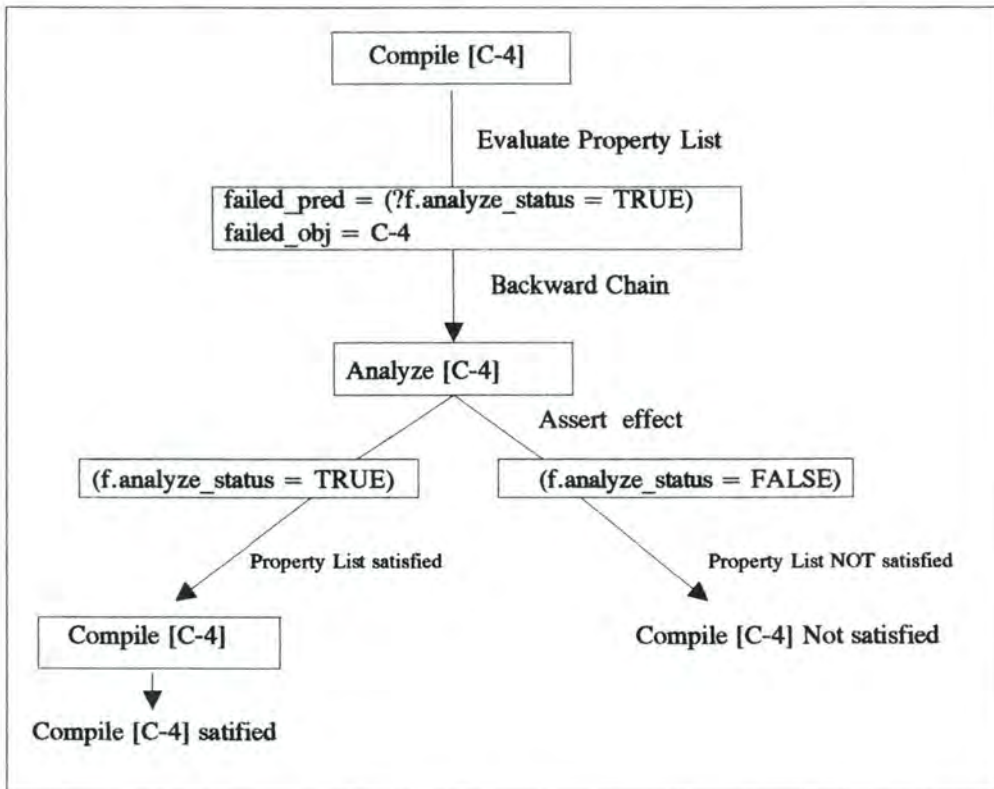 Compile [C-4]
Evaluate Property List
failed_pred = (?f.analyze_status = TRUE)
failed_obj = C-4
Backward Chain
Analyze [C-4]
Assert effect
(f.analyze_status = TRUE)
(f.analyze_status = FALSE)
Property List satisfied
Property List NOT satisfied
Compile [C-4]
Compile [C-4] Not satisfied
Compile [C-4] satified